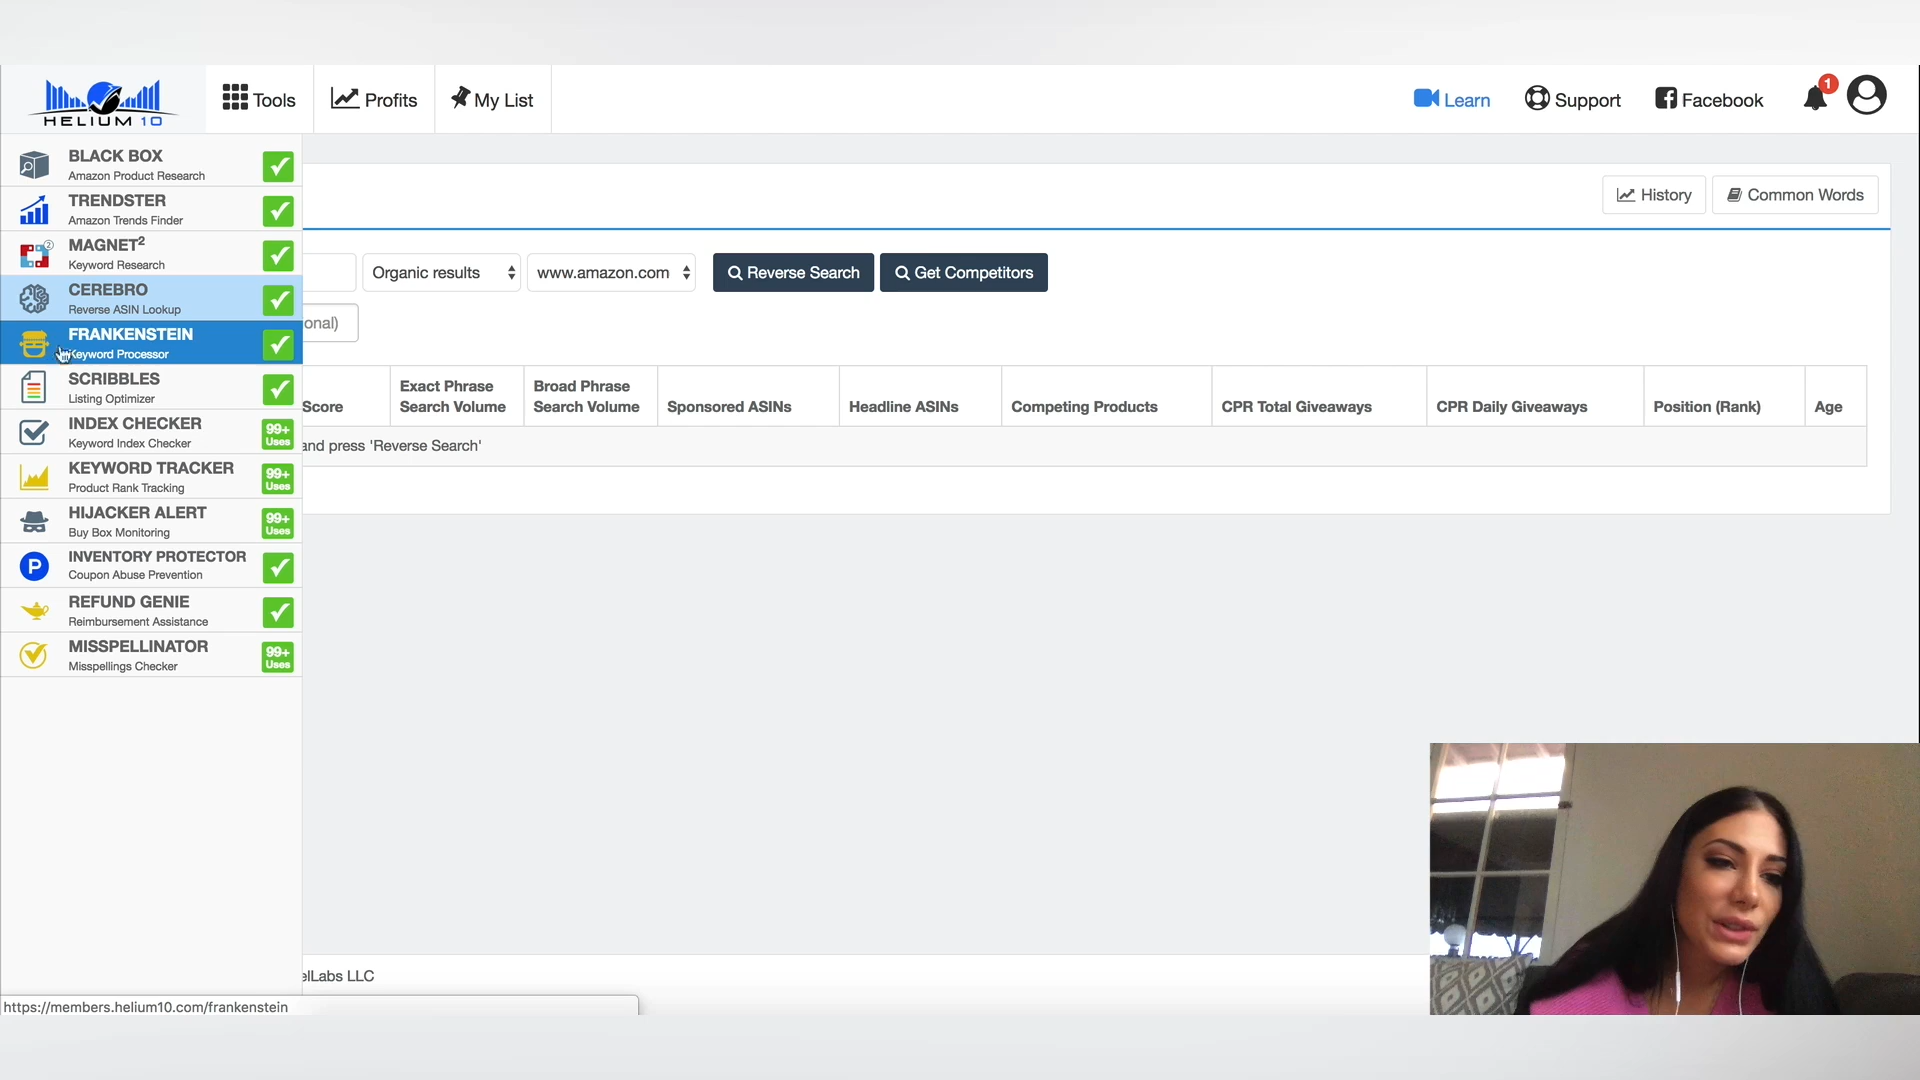 HELIUM 10
Tools
Profits
My List
Learn
Support
Facebook
1
BLACK BOX
Amazon Product Research
TRENDSTER
Amazon Trends Finder
MAGNET2
2
Keyword Research
CEREBRO
Reverse ASIN Lookup
FRANKENSTEIN
Keyword Processor
SCRIBBLES
Listing Optimizer
INDEX CHECKER
Keyword Index Checker
99+
Uses
KEYWORD TRACKER
Product Rank Tracking
99+
Uses
HIJACKER ALERT
Buy Box Monitoring
99+
Uses
P
INVENTORY PROTECTOR
Coupon Abuse Prevention
REFUND GENIE
Reimbursement Assistance
MISSPELLINATOR
Misspellings Checker
99+
Uses
History
Common Words
Organic results
www.amazon.com
Reverse Search
Get Competitors
onal)
Score
Exact Phrase
Search Volume
Broad Phrase
Search Volume
Sponsored ASINs
Headline ASINs
Competing Products
CPR Total Giveaways
CPR Daily Giveaways
Position (Rank)
Age
and press 'Reverse Search'
elLabs LLC
https://members.helium10.com/frankenstein